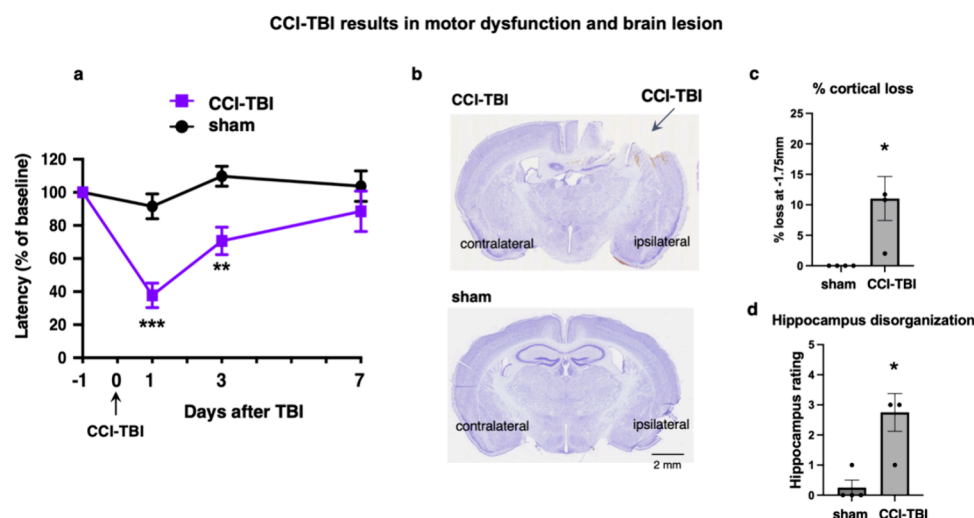 CCI-TBI results in motor dysfunction and brain lesion
a
CCI-TBI
sham
120
100
80
60
40
20
0
Latency (% of baseline)
***
**
-1 0 1 3 7
Days after TBI
CCI-TBI
b
CCI-TBI
CCI-TBI
contralateral
ipsilateral
sham
contralateral
ipsilateral
2 mm
c
% cortical loss
25
20
15
10
5
0
% loss at -1.75mm
*
sham CCI-TBI
d
Hippocampus disorganization
5
4
3
2
1
0
Hippocampus rating
*
sham CCI-TBI